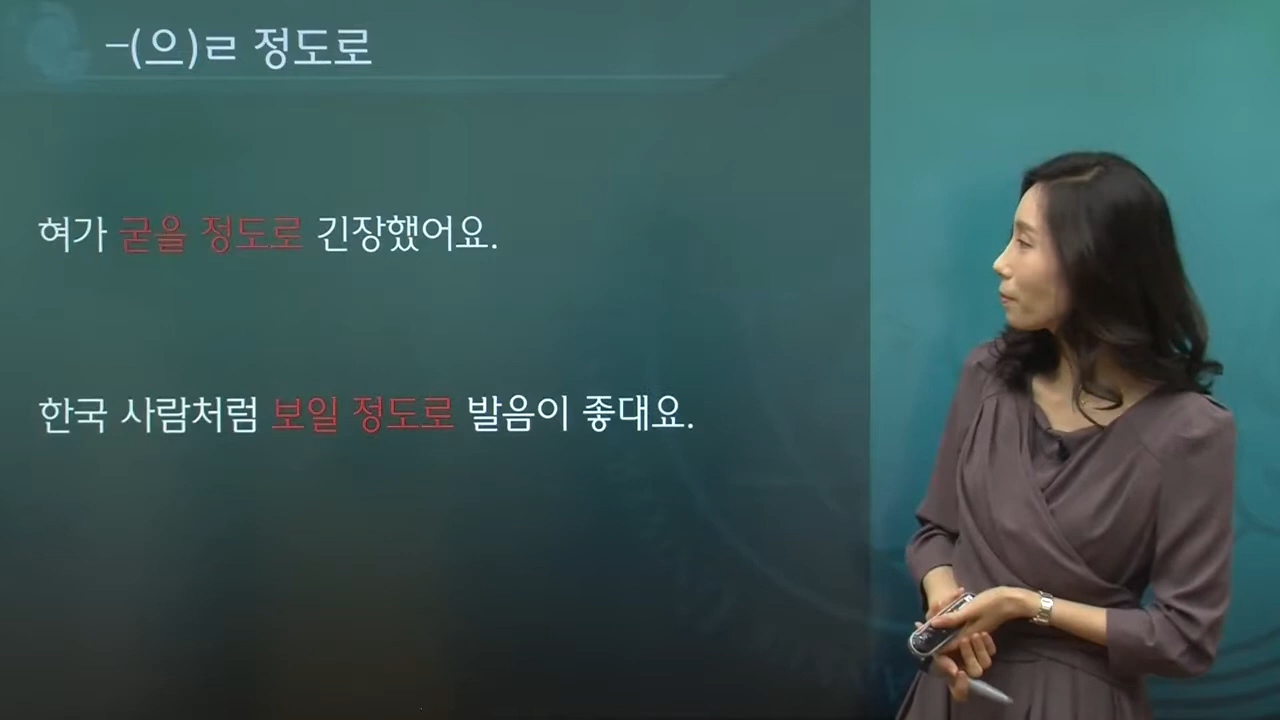 -(으)ㄹ 정도로
혀가 굳을 정도로 긴장했어요.
한국 사람처럼 보일 정도로 발음이 좋대요.